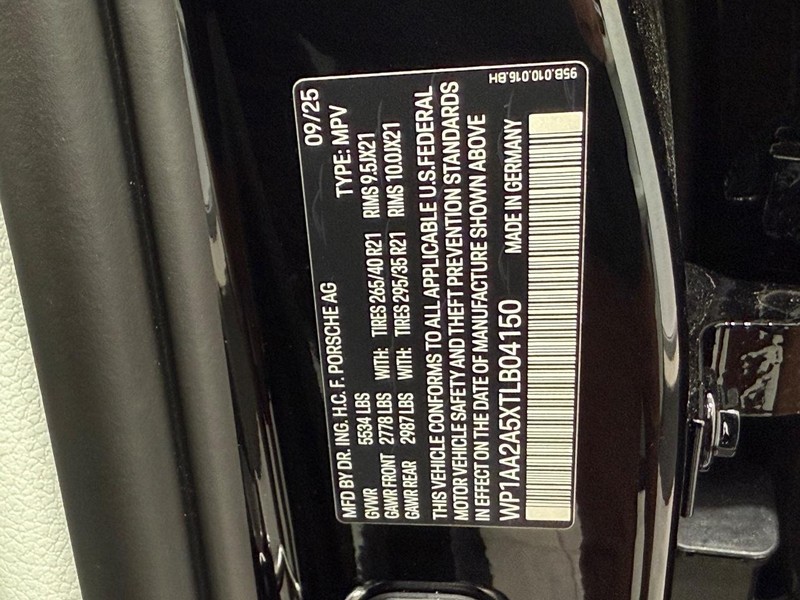 09/25
MFD BY DR. ING. H.C. F. PORSCHE AG TYPE: MPV
GVWR 5534 LBS
GAWR FRONT 2778 LBS WITH: TIRES 265/40 R21 RIMS 9.5JX21
GAWR REAR 2987 LBS WITH: TIRES 295/35 R21 RIMS 10.0JX21
THIS VEHICLE CONFORMS TO ALL APPLICABLE U.S.FEDERAL
MOTOR VEHICLE SAFETY AND THEFT PREVENTION STANDARDS
IN EFFECT ON THE DATE OF MANUFACTURE SHOWN ABOVE
WP1AA2A5XTLB04150 MADE IN GERMANY
95B.010.016.BH